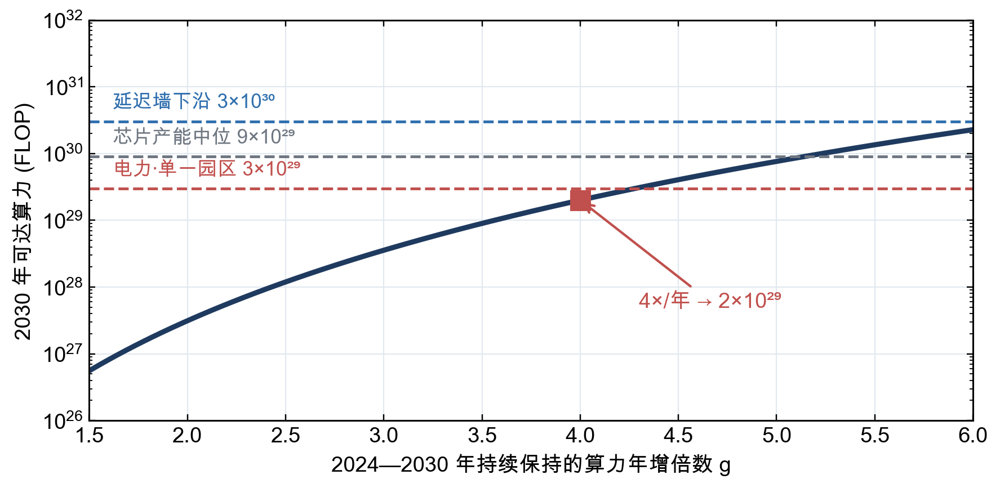 10³²
10³¹
10³⁰
10²⁹
10²⁸
10²⁷
10²⁶
2030 年可达算力 (FLOP)
延迟墙下沿 3×10³⁰
芯片产能中位 9×10²⁹
电力·单一园区 3×10²⁹
4×/年 → 2×10²⁹
1.5 2.0 2.5 3.0 3.5 4.0 4.5 5.0 5.5 6.0
2024—2030 年持续保持的算力年增倍数 g